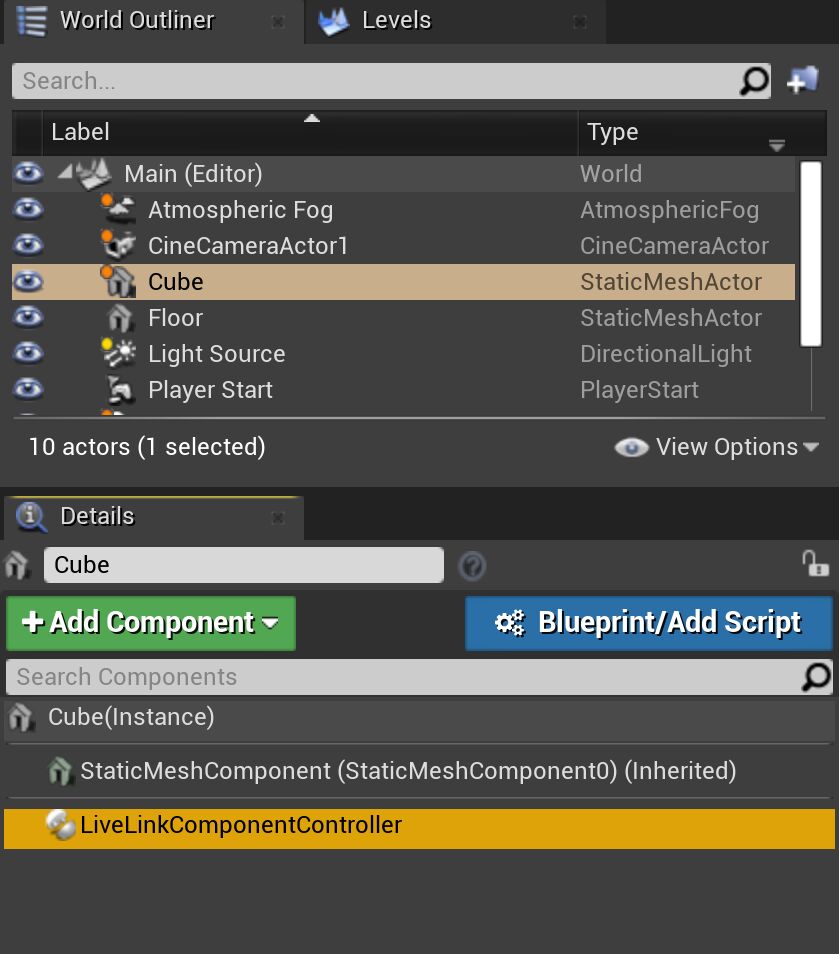 World Outliner Levels
Search...
Label Type
Main (Editor) World
Atmospheric Fog AtmosphericFog
CineCameraActor1 CineCameraActor
Cube StaticMeshActor
Floor StaticMeshActor
Light Source DirectionalLight
Player Start PlayerStart
10 actors (1 selected) View Options
Details
Cube
+ Add Component Blueprint/Add Script
Search Components
Cube(Instance)
StaticMeshComponent (StaticMeshComponent0) (Inherited)
LiveLinkComponentController